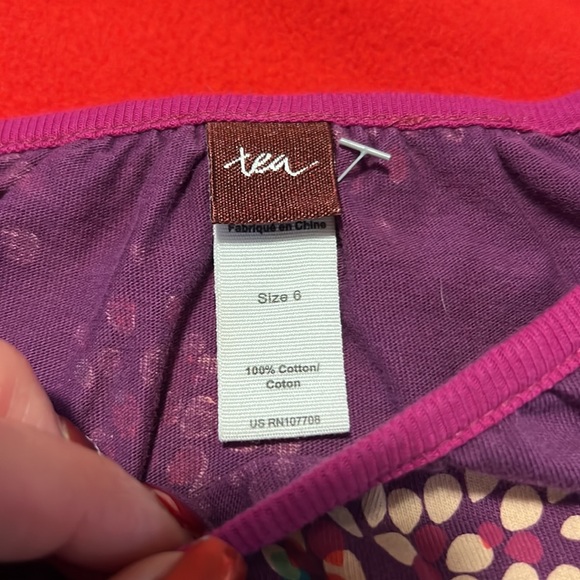 tea
Fabriqué en Chine
Size 6
100% Cotton/
Coton
US RN107708